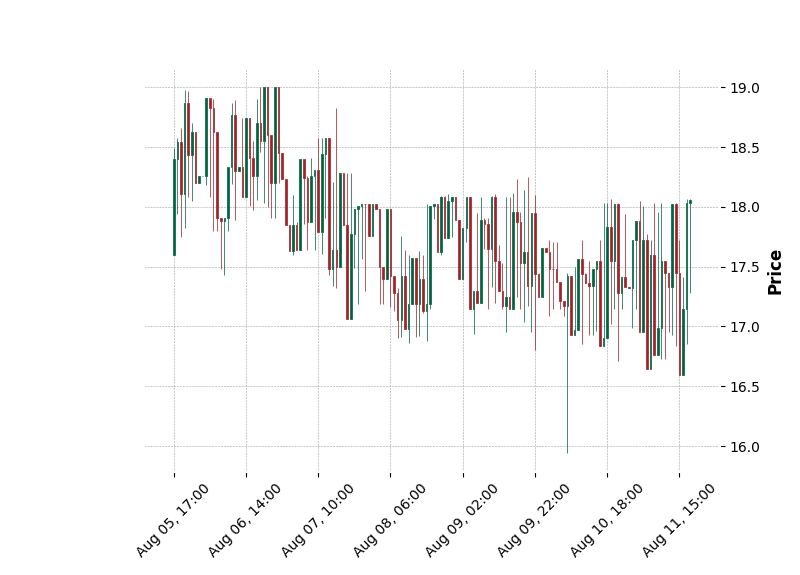 19.0
18.5
18.0
17.5
17.0
16.5
16.0
Price
Aug 05, 17:00
Aug 06, 14:00
Aug 07, 10:00
Aug 08, 06:00
Aug 09, 02:00
Aug 09, 22:00
Aug 10, 18:00
Aug 11, 15:00